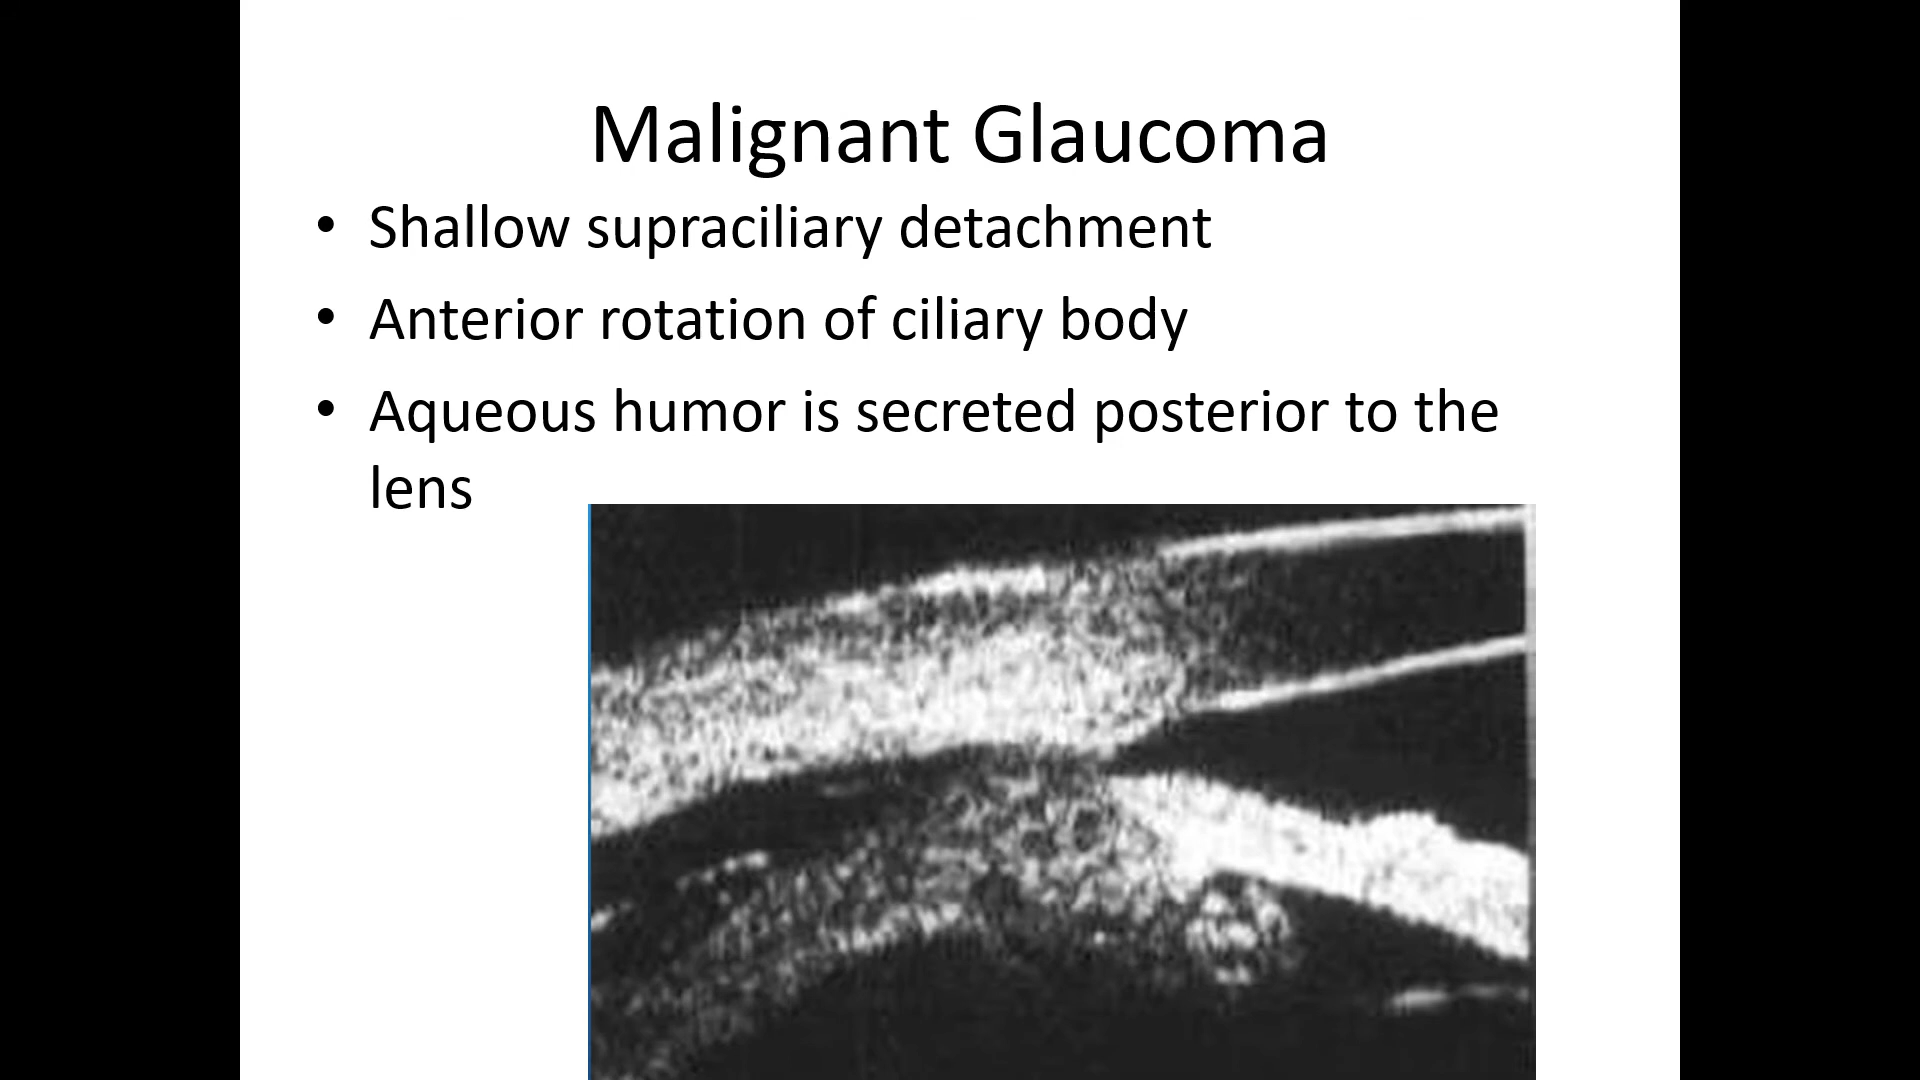 Malignant Glaucoma
• Shallow supraciliary detachment
• Anterior rotation of ciliary body
• Aqueous humor is secreted posterior to the
lens